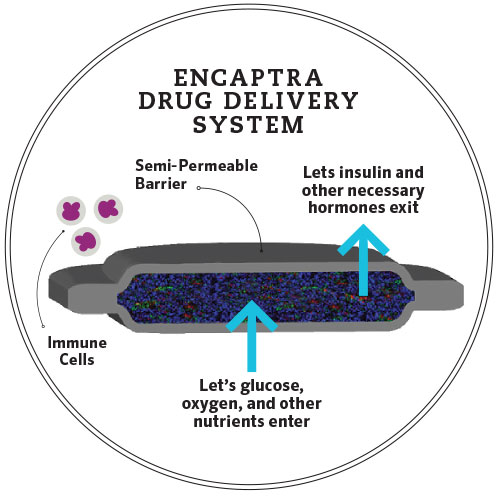 ENCAPTRA
DRUG DELIVERY
SYSTEM
Semi-Permeable
Barrier
Lets insulin and
other necessary
hormones exit
Immune
Cells
Let's glucose,
oxygen, and other
nutrients enter